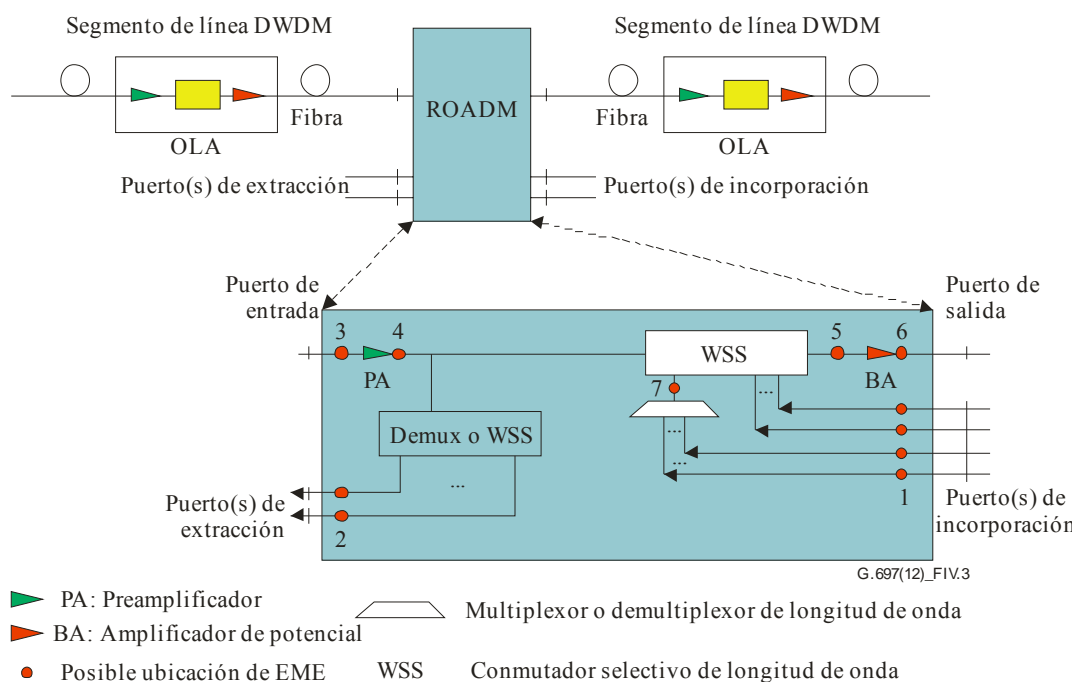 Segmento de línea DWDM
Segmento de línea DWDM
ROADM
Fibra
Fibra
OLA
OLA
Puerto(s) de extracción
Puerto(s) de incorporación
Puerto de
entrada
Puerto de
salida
3
4
5
6
WSS
PA
BA
7
...
Demux o WSS
...
...
...
Puerto(s) de
extracción
2
1
Puerto(s) de
incorporación
G.697(12)_FIV.3
PA: Preamplificador
Multiplexor o demultiplexor de longitud de onda
BA: Amplificador de potencial
Posible ubicación de EME
WSS Conmutador selectivo de longitud de onda